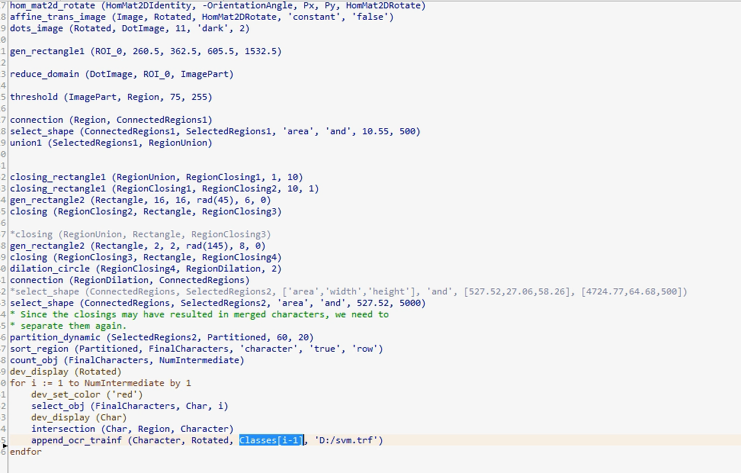 7 hom_mat2d_rotate (HomMat2DIdentity, -OrientationAngle, Px, Py, HomMat2DRotate)
8 affine_trans_image (Image, Rotated, HomMat2DRotate, 'constant', 'false')
9 dots_image (Rotated, DotImage, 11, 'dark', 2)
0
1 gen_rectangle1 (ROI_0, 260.5, 362.5, 605.5, 1532.5)
2
3 reduce_domain (DotImage, ROI_0, ImagePart)
4
5 threshold (ImagePart, Region, 75, 255)
6
7 connection (Region, ConnectedRegions1)
8 select_shape (ConnectedRegions1, SelectedRegions1, 'area', 'and', 10.55, 500)
9 union1 (SelectedRegions1, RegionUnion)
0
1
2 closing_rectangle1 (RegionUnion, RegionClosing1, 1, 10)
3 closing_rectangle1 (RegionClosing1, RegionClosing2, 10, 1)
4 gen_rectangle2 (Rectangle, 16, 16, rad(45), 6, 0)
5 closing (RegionClosing2, Rectangle, RegionClosing3)
6
7 *closing (RegionUnion, Rectangle, RegionClosing3)
8 gen_rectangle2 (Rectangle, 2, 2, rad(145), 8, 0)
9 closing (RegionClosing3, Rectangle, RegionClosing4)
0 dilation_circle (RegionClosing4, RegionDilation, 2)
1 connection (RegionDilation, ConnectedRegions)
2 *select_shape (ConnectedRegions, SelectedRegions2, ['area','width','height'], 'and', [527.52,27.06,58.26], [4724.77,64.68,500])
3 select_shape (ConnectedRegions, SelectedRegions2, 'area', 'and', 527.52, 5000)
4 * Since the closings may have resulted in merged characters, we need to
5 * separate them again.
6 partition_dynamic (SelectedRegions2, Partitioned, 60, 20)
7 sort_region (Partitioned, FinalCharacters, 'character', 'true', 'row')
8 count_obj (FinalCharacters, NumIntermediate)
9 dev_display (Rotated)
0 for i := 1 to NumIntermediate by 1
1 dev_set_color ('red')
2 select_obj (FinalCharacters, Char, i)
3 dev_display (Char)
4 intersection (Char, Region, Character)
5 append_ocr_trainf (Character, Rotated, Classes[i-1], 'D:/svm.trf')
6 endfor